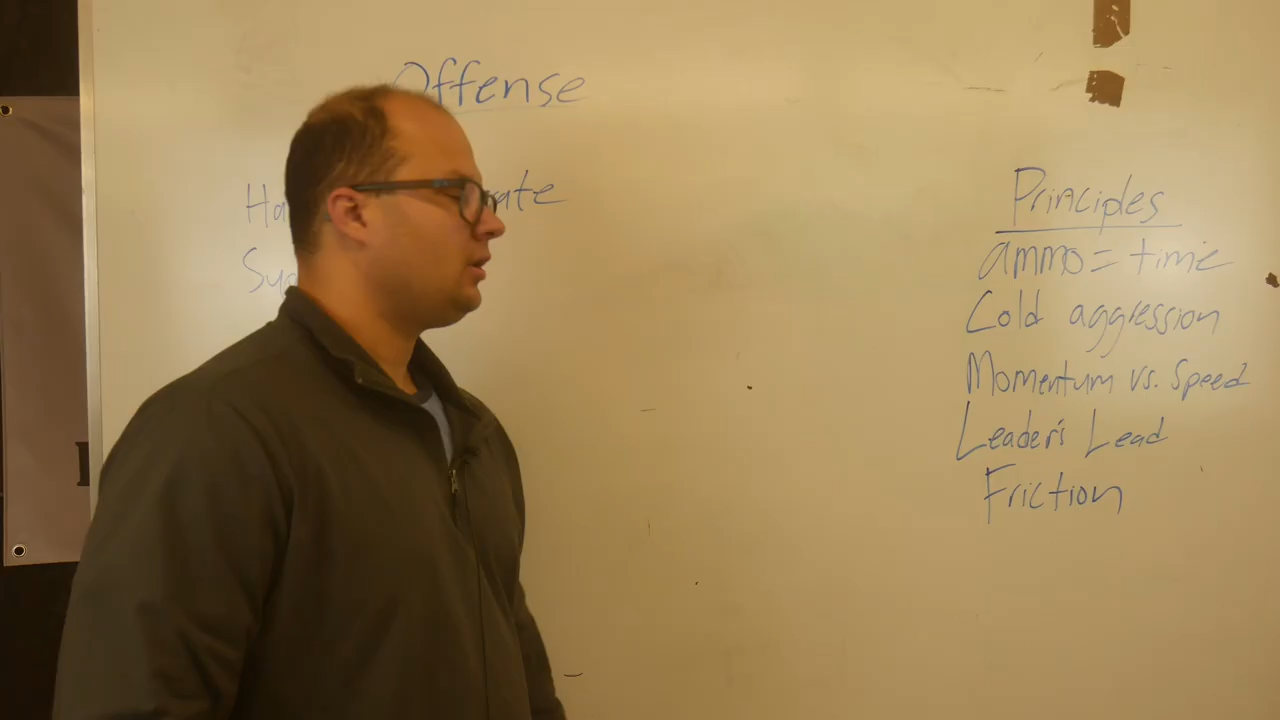 Offense
Principles
ammo = time
Cold aggression
Momentum vs. Speed
Leader's Lead
Friction